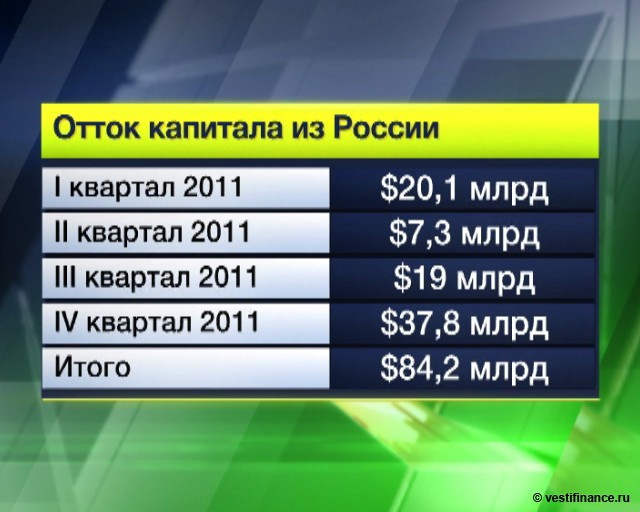 Отток капитала из России
I квартал 2011 $20,1 млрд
II квартал 2011 $7,3 млрд
III квартал 2011 $19 млрд
IV квартал 2011 $37,8 млрд
Итого $84,2 млрд
© vestifinance.ru